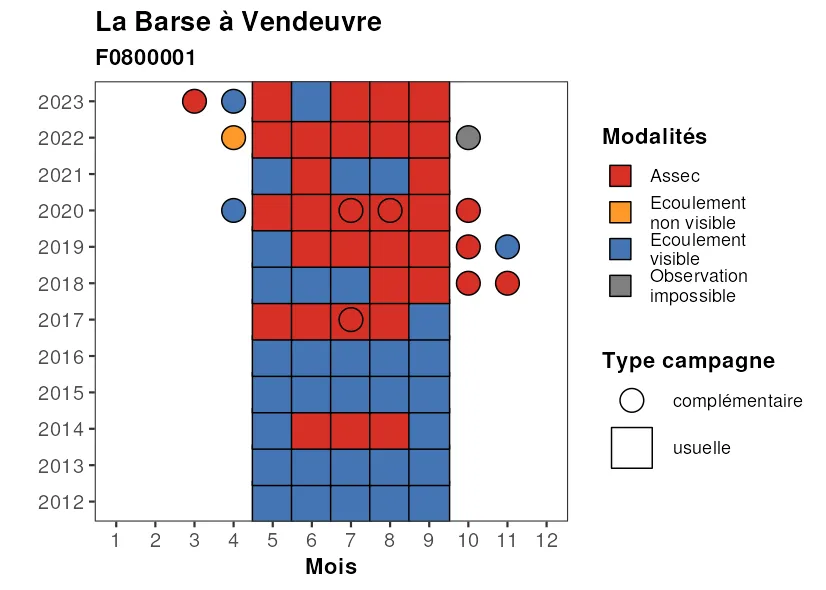 La Barse à Vendeuvre
F0800001
2023
2022
2021
2020
2019
2018
2017
2016
2015
2014
2013
2012
1 2 3 4 5 6 7 8 9 10 11 12
Mois
Modalités
Assec
Ecoulement
non visible
Ecoulement
visible
Observation
impossible
Type campagne
complémentaire
usuelle